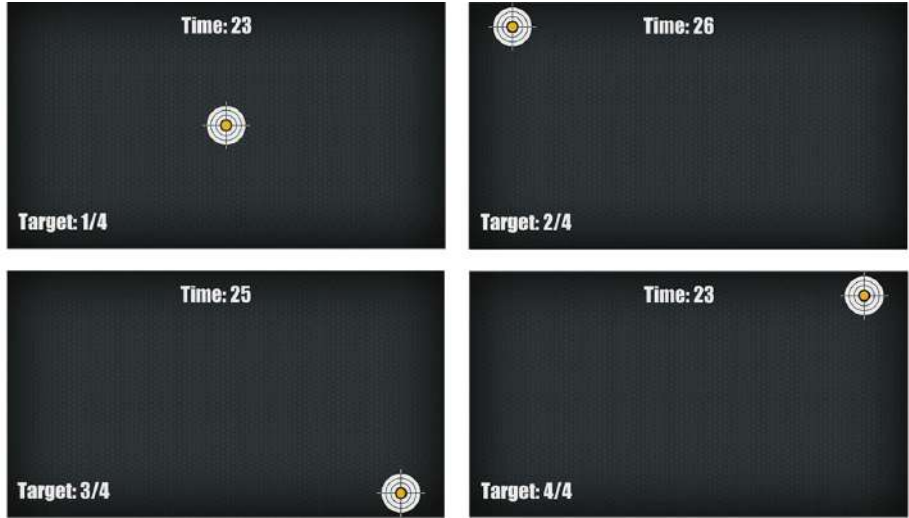 Time: 23
Target: 1/4
Time: 26
Target: 2/4
Time: 25
Target: 3/4
Time: 23
Target: 4/4